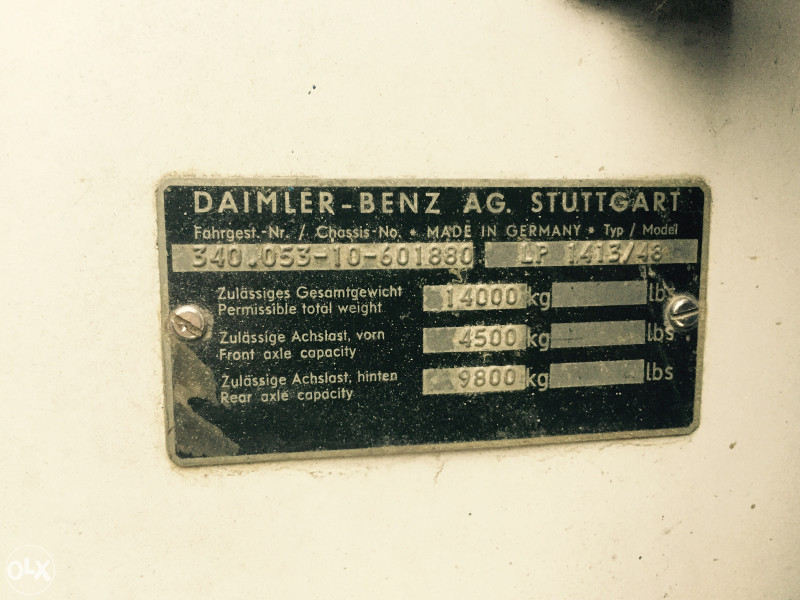 DAIMLER-BENZ AG. STUTTGART
Fahrgest.-Nr. / Chassis-No. • MADE IN GERMANY • Typ / Model
340.053-10-601880 LP 1413/48
Zulässiges Gesamtgewicht
Permissible total weight
14000 kg lbs
Zulässige Achslast, vorn
Front axle capacity
4500 kg lbs
Zulässige Achslast, hinten
Rear axle capacity
9800 kg lbs
OLX